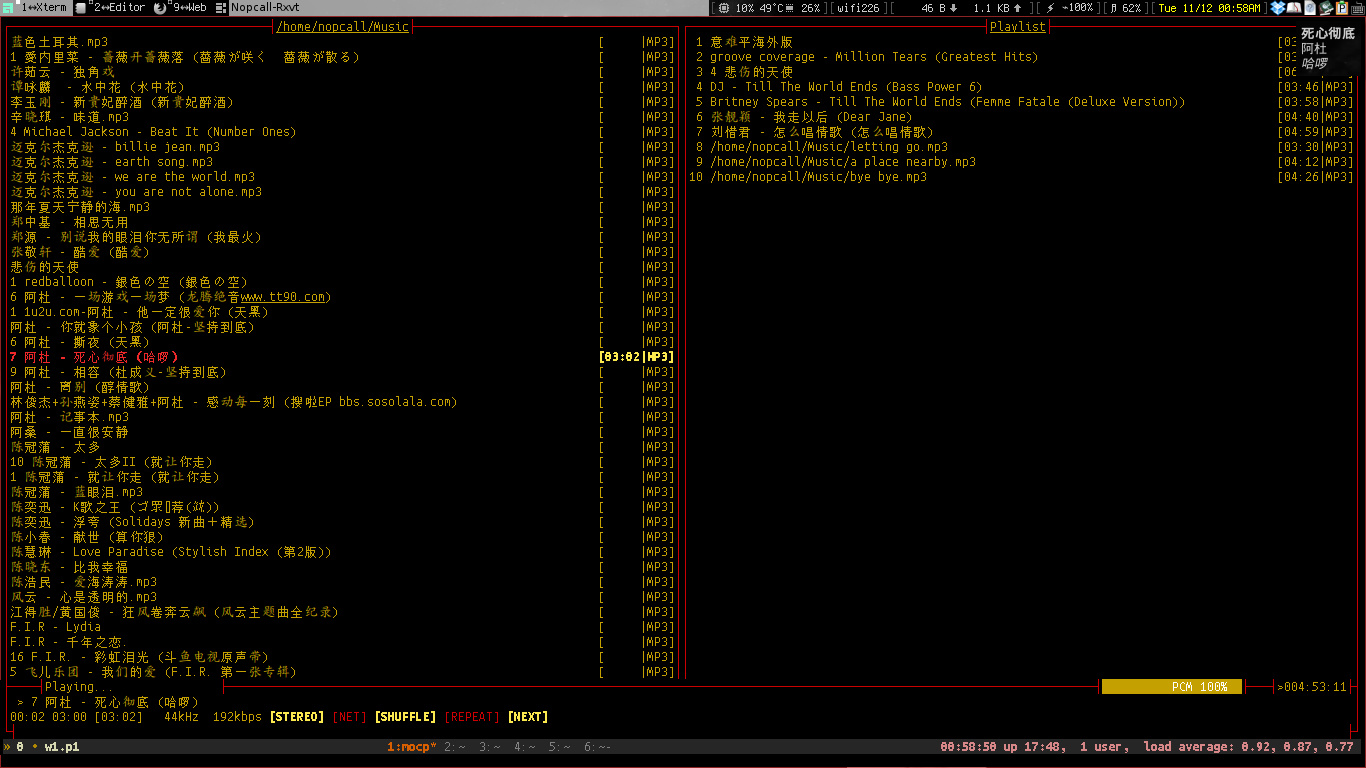 1↔Xterm 2↔Editor 9↔Web Nopcall-Rxvt 10% 49°C 26% [wifi226] [ 46 B 1.1 KB ~100%] 62%] [Tue 11/12 00:58AM]
/home/nopcall/Music
蓝色土耳其.mp3 [ |MP3]
1 愛内里菜 - 蔷薇开蔷薇落 (薔薇が咲く 薔薇が散る) [ |MP3]
许茹云 - 独角戏 [ |MP3]
谭咏麟 - 水中花 (水中花) [ |MP3]
李玉刚 - 新贵妃醉酒 (新贵妃醉酒) [ |MP3]
辛晓琪 - 味道.mp3 [ |MP3]
4 Michael Jackson - Beat It (Number Ones) [ |MP3]
迈克尔杰克逊 - billie jean.mp3 [ |MP3]
迈克尔杰克逊 - earth song.mp3 [ |MP3]
迈克尔杰克逊 - we are the world.mp3 [ |MP3]
迈克尔杰克逊 - you are not alone.mp3 [ |MP3]
那年夏天宁静的海.mp3 [ |MP3]
郑中基 - 相思无用 [ |MP3]
郑源 - 别说我的眼泪你无所谓 (我最火) [ |MP3]
张敬轩 - 酷爱 (酷爱) [ |MP3]
悲伤的天使 [ |MP3]
1 redballoon - 銀色の空 (銀色の空) [ |MP3]
6 阿杜 - 一场游戏一场梦 (龙腾绝音www.tt90.com) [ |MP3]
1 1u2u.com-阿杜 - 他一定很爱你 (天黑) [ |MP3]
阿杜 - 你就象个小孩 (阿杜-坚持到底) [ |MP3]
6 阿杜 - 撕夜 (天黑) [ |MP3]
7 阿杜 - 死心彻底 (哈啰) [03:02|MP3]
9 阿杜 - 相容 (杜成义-坚持到底) [ |MP3]
阿杜 - 离别 (醇情歌) [ |MP3]
林俊杰+孙燕姿+蔡健雅+阿杜 - 感动每一刻 (搜啦EP bbs.sosolala.com) [ |MP3]
阿杜 - 记事本.mp3 [ |MP3]
阿桑 - 一直很安静 [ |MP3]
陈冠蒲 - 太多 [ |MP3]
10 陈冠蒲 - 太多II (就让你走) [ |MP3]
1 陈冠蒲 - 就让你走 (就让你走) [ |MP3]
陈冠蒲 - 蓝眼泪.mp3 [ |MP3]
陈奕迅 - K歌之王 [ |MP3]
陈奕迅 - 浮夸 (Solidays 新曲＋精选) [ |MP3]
陈小春 - 献世 (算你狠) [ |MP3]
陈慧琳 - Love Paradise (Stylish Index (第2版)) [ |MP3]
陈晓东 - 比我幸福 [ |MP3]
陈浩民 - 爱海涛涛.mp3 [ |MP3]
风云 - 心是透明的.mp3 [ |MP3]
江得胜/黄国俊 - 狂风卷奔云飙 (风云主题曲全纪录) [ |MP3]
F.I.R - Lydia [ |MP3]
F.I.R - 千年之恋. [ |MP3]
16 F.I.R. - 彩虹泪光 (斗鱼电视原声带) [ |MP3]
5 飞儿乐团 - 我们的爱 (F.I.R. 第一张专辑) [ |MP3]
Playlist
1 意难平海外版 [03
2 groove coverage - Million Tears (Greatest Hits) [03
3 4 悲伤的天使 [06
4 DJ - Till The World Ends (Bass Power 6) [03:46|MP3]
5 Britney Spears - Till The World Ends (Femme Fatale (Deluxe Version)) [03:58|MP3]
6 张靓颖 - 我走以后 (Dear Jane) [04:40|MP3]
7 刘惜君 - 怎么唱情歌 (怎么唱情歌) [04:59|MP3]
8 /home/nopcall/Music/letting go.mp3 [03:30|MP3]
9 /home/nopcall/Music/a place nearby.mp3 [04:12|MP3]
10 /home/nopcall/Music/bye bye.mp3 [04:26|MP3]
死心彻底
阿杜
哈啰
Playing... PCM 100% >004:53:11
> 7 阿杜 - 死心彻底 (哈啰)
00:02 03:00 [03:02] 44kHz 192kbps [STEREO] [NET] [SHUFFLE] [REPEAT] [NEXT]
» 0 • w1.p1 1:mocp* 2:~ 3:~ 4:~ 5:~ 6:~- 00:58:50 up 17:48, 1 user, load average: 0.92, 0.87, 0.77